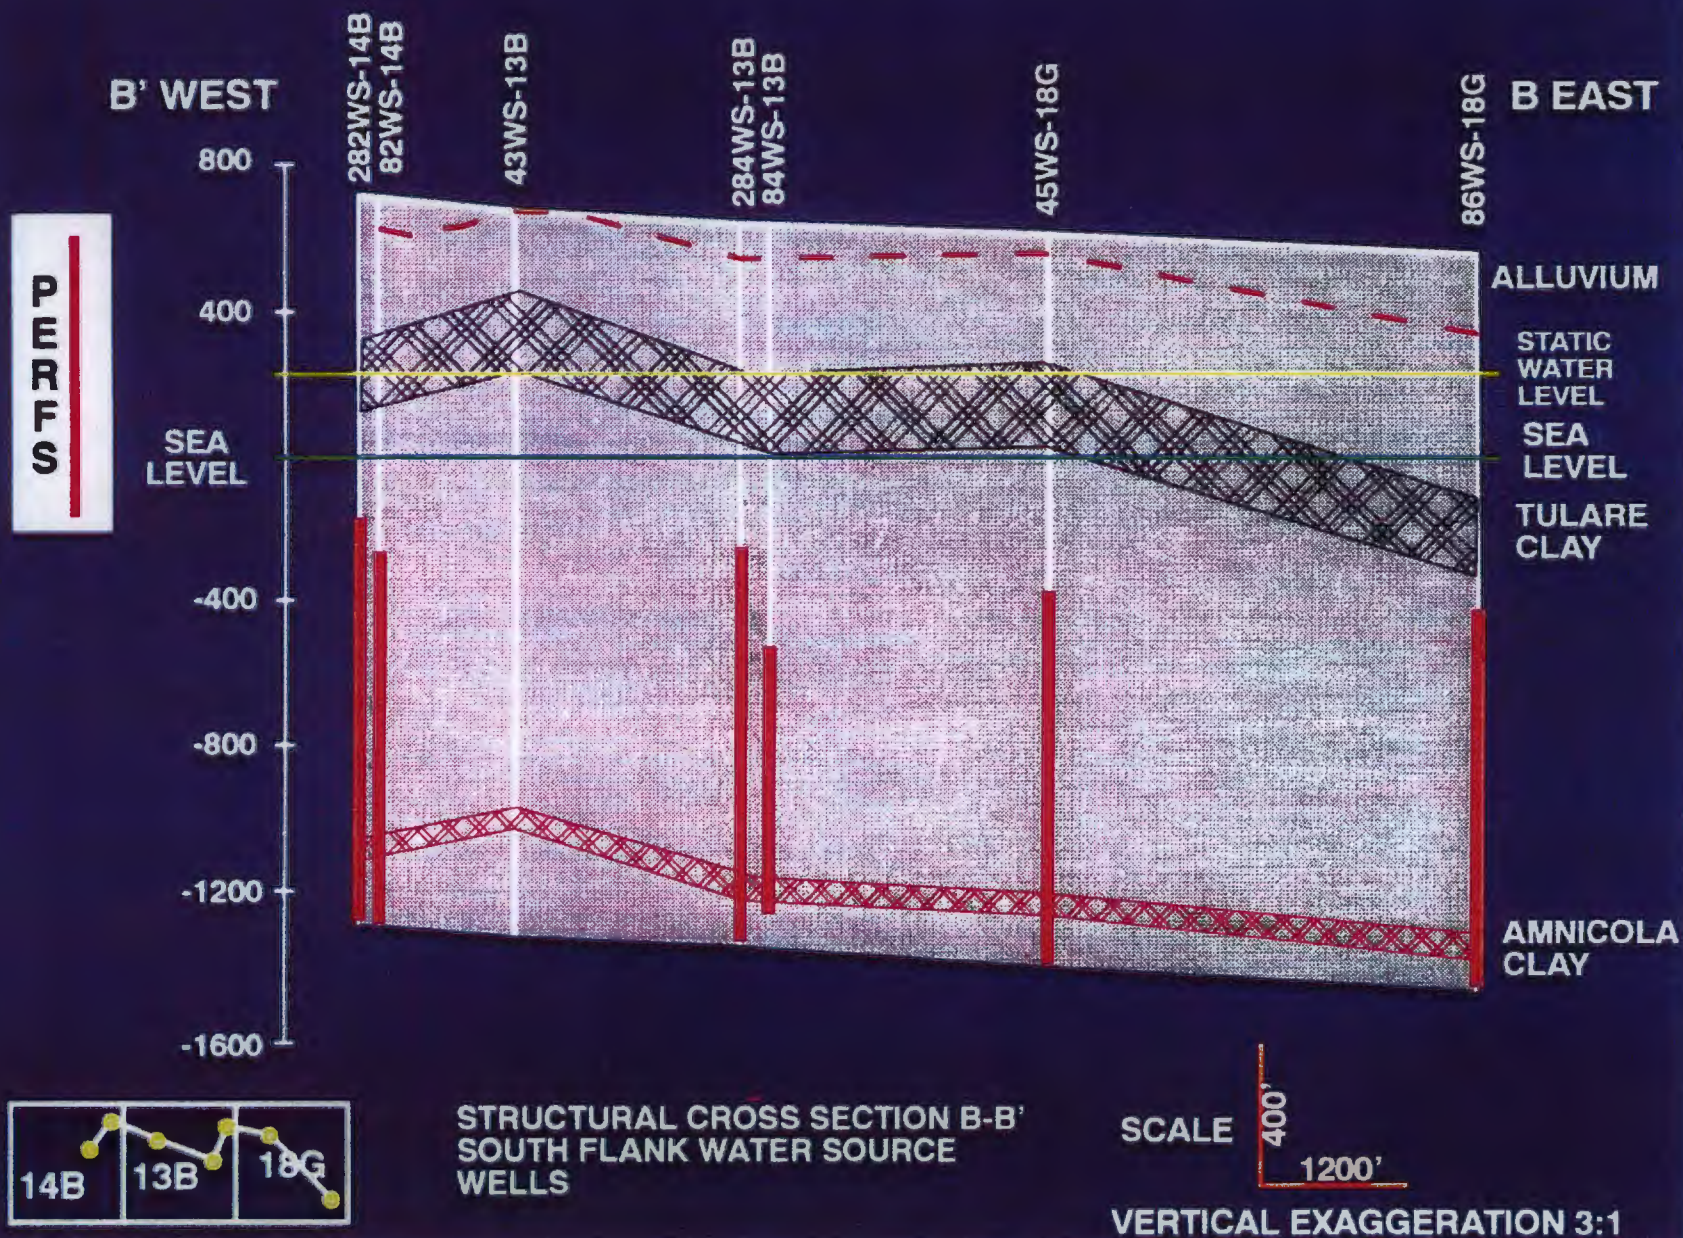 B' WEST
282WS-14B
82WS-14B
43WS-13B
284WS-13B
84WS-13B
45WS-18G
86WS-18G
B EAST
800
400
SEA
LEVEL
-400
-800
-1200
-1600
PERFS
ALLUVIUM
STATIC
WATER
LEVEL
SEA
LEVEL
TULARE
CLAY
AMNICOLA
CLAY
14B
13B
18G
STRUCTURAL CROSS SECTION B-B'
SOUTH FLANK WATER SOURCE
WELLS
SCALE
400'
1200'
VERTICAL EXAGGERATION 3:1